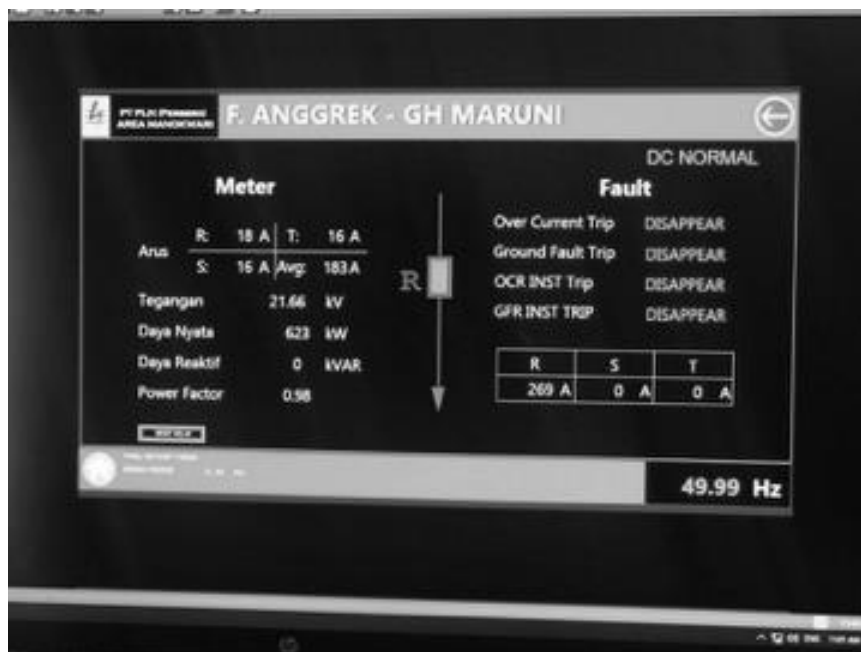 PT PLN (Persero)
AREA MANOKWARI
F. ANGGREK - GH MARUNI
DC NORMAL
Meter
Arus
R: 18 A T: 16 A
S: 16 A Avg: 183 A
Tegangan 21.66 kV
Daya Nyata 623 kW
Daya Reaktif 0 kVAR
Power Factor 0.98
R
Fault
Over Current Trip DISAPPEAR
Ground Fault Trip DISAPPEAR
OCR INST Trip DISAPPEAR
GFR INST TRIP DISAPPEAR
R S T
269 A 0 A 0 A
49.99 Hz